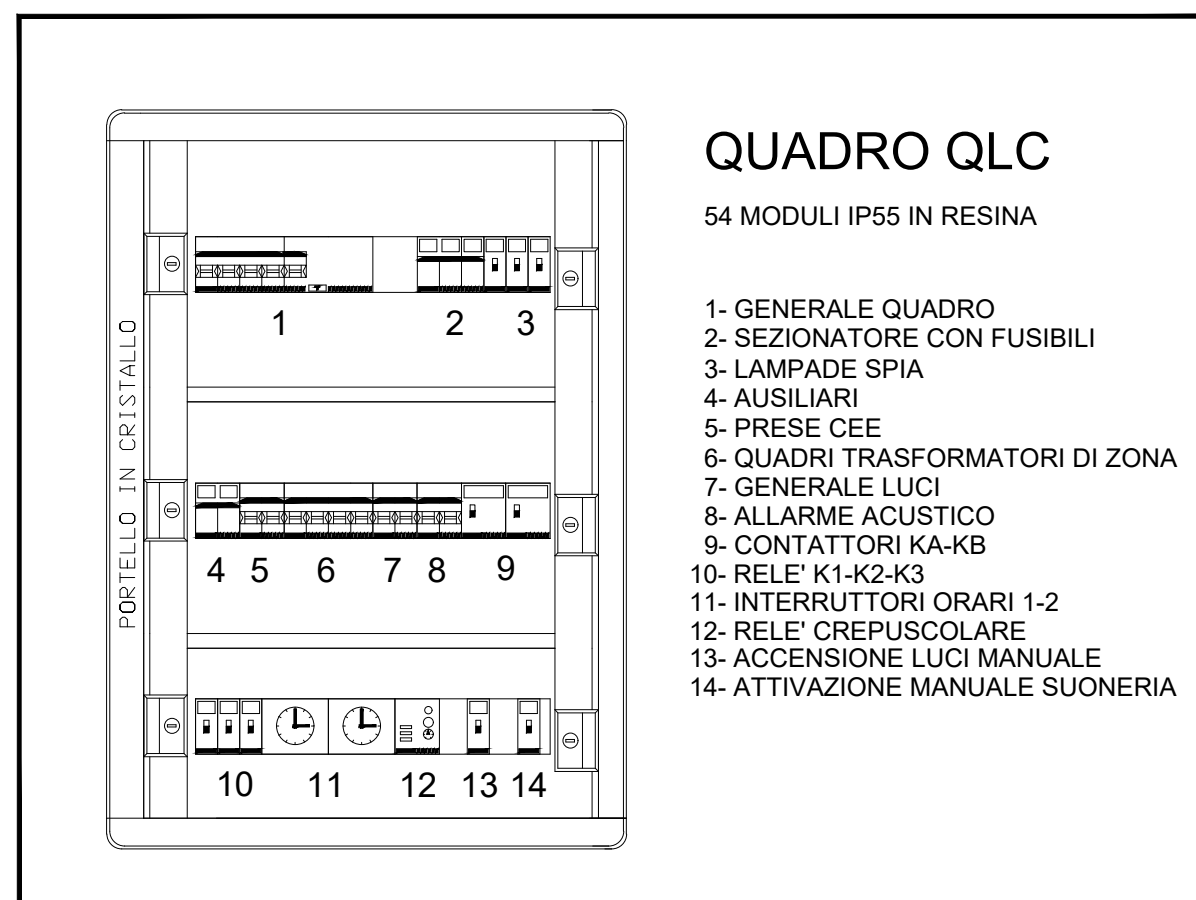 QUADRO QLC
54 MODULI IP55 IN RESINA
1- GENERALE QUADRO
2- SEZIONATORE CON FUSIBILI
3- LAMPADE SPIA
4- AUSILIARI
5- PRESE CEE
6- QUADRI TRASFORMATORI DI ZONA
7- GENERALE LUCI
8- ALLARME ACUSTICO
9- CONTATTORI KA-KB
10- RELE' K1-K2-K3
11- INTERRUTTORI ORARI 1-2
12- RELE' CREPUSCOLARE
13- ACCENSIONE LUCI MANUALE
14- ATTIVAZIONE MANUALE SUONERIA
PORTELLO IN CRISTALLO
1 2 3
4 5 6 7 8 9
10 11 12 13 14